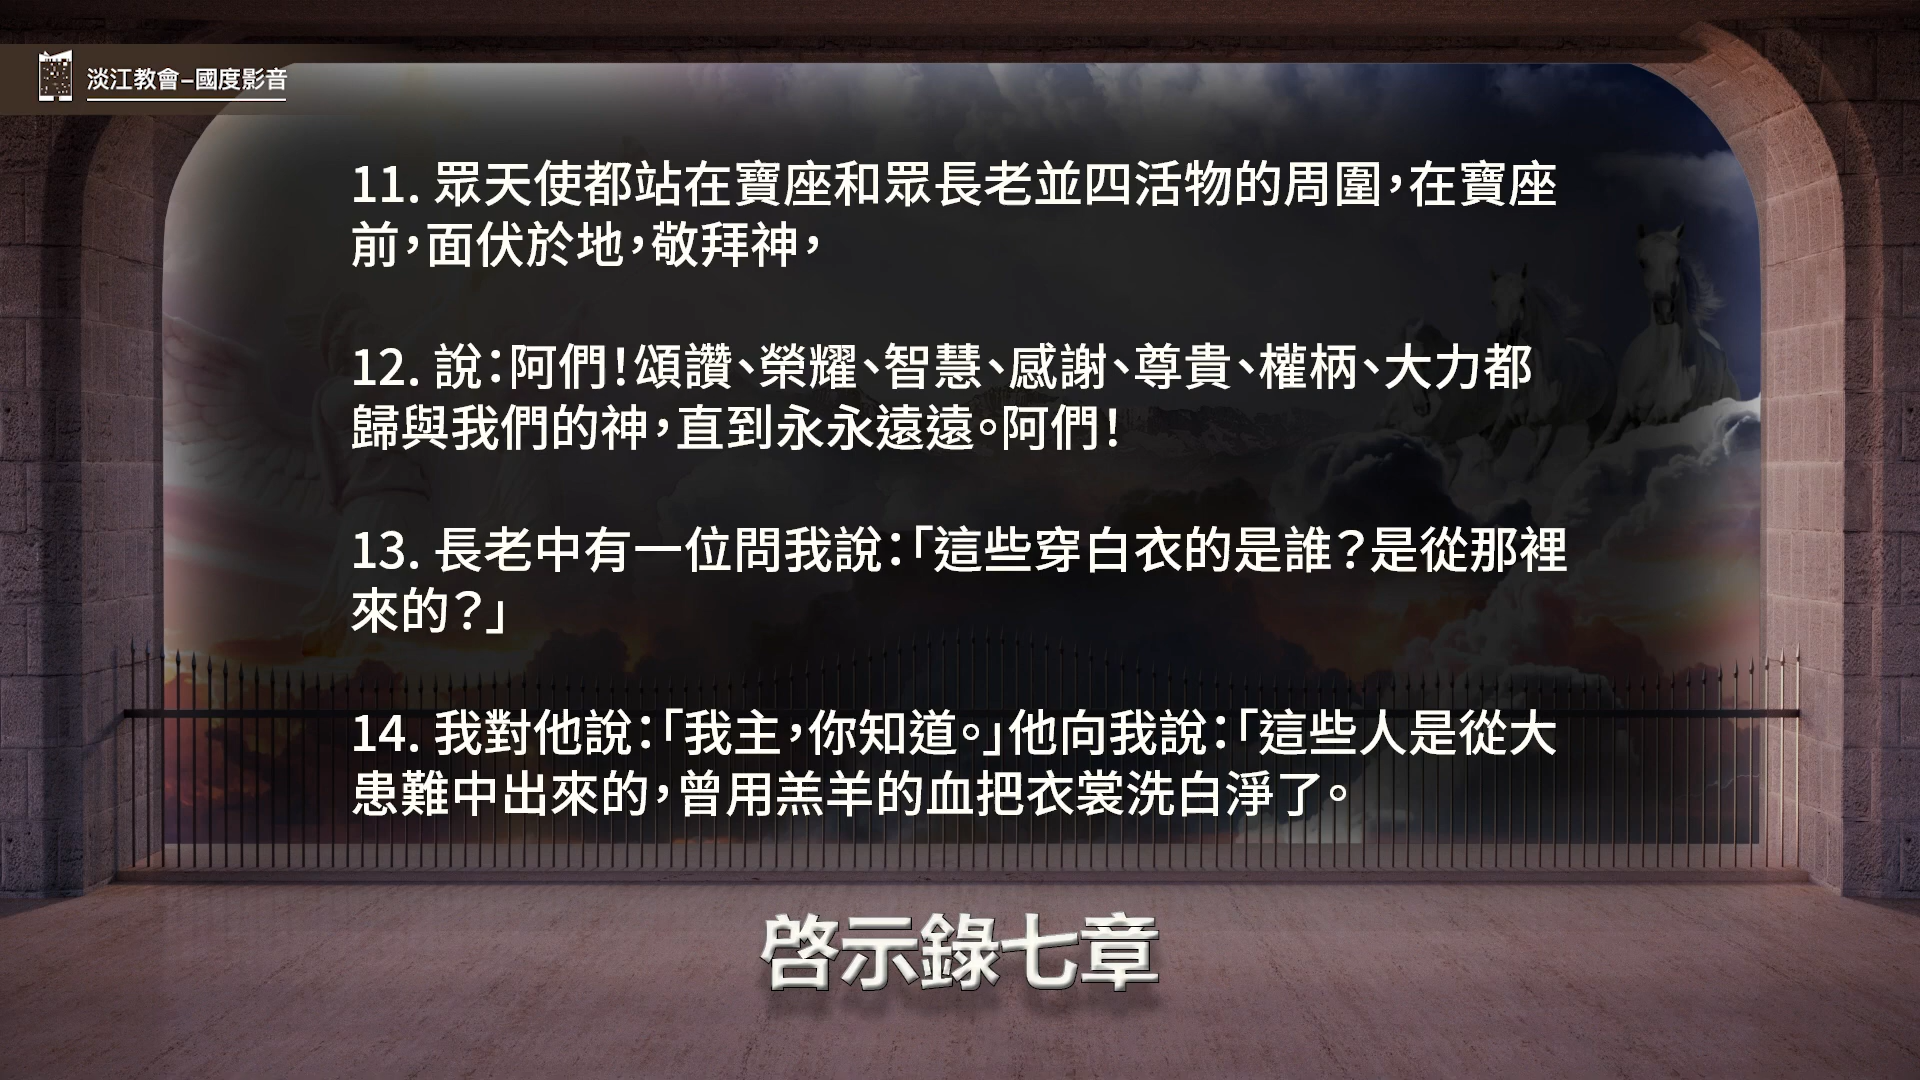 淡江教會–國度影音
11. 眾天使都站在寶座和眾長老並四活物的周圍，在寶座
前，面伏於地，敬拜神，
12. 說：阿們！頌讚、榮耀、智慧、感謝、尊貴、權柄、大力都
歸與我們的神，直到永永遠遠。阿們！
13. 長老中有一位問我說：「這些穿白衣的是誰？是從那裡
來的？」
14. 我對他說：「我主，你知道。」他向我說：「這些人是從大
患難中出來的，曾用羔羊的血把衣裳洗白淨了。
啓示錄七章